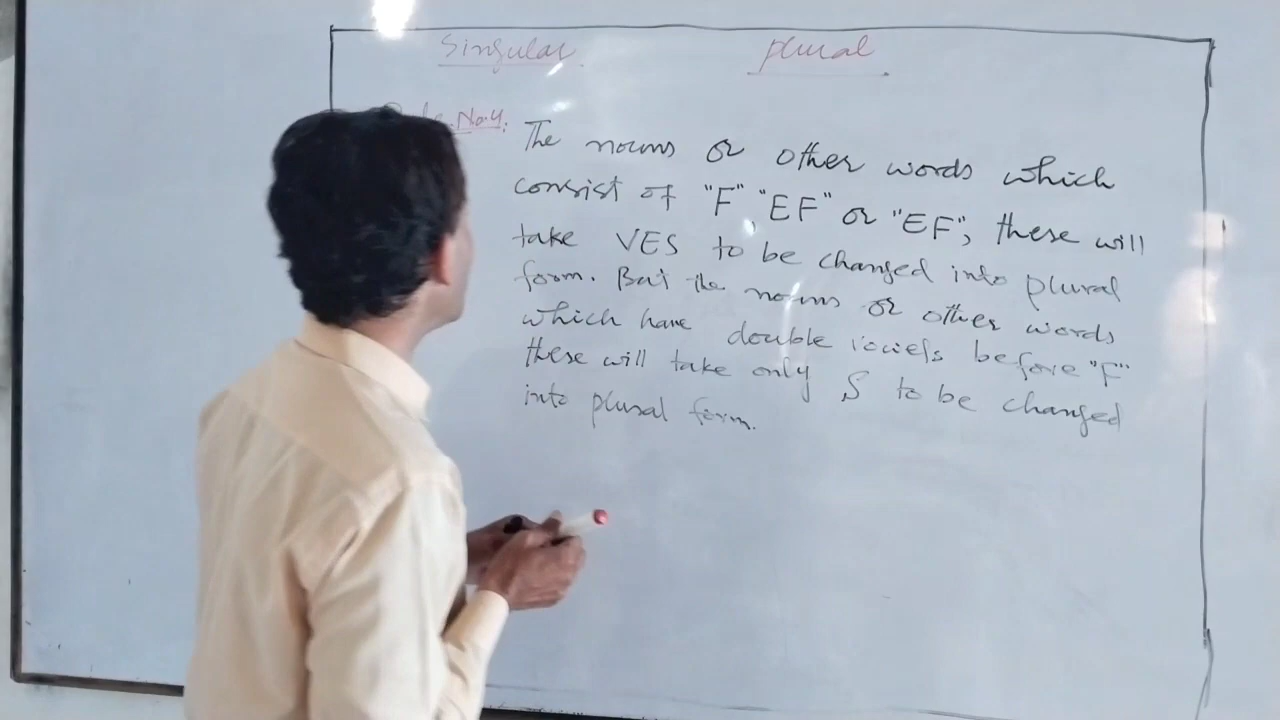 Singular plural
No.4.
The nouns or other words which
consist of "F", "EF" or "EF", these will
take VES to be changed into plural
form. But the nouns or other words
which have double vowels before "F"
these will take only S to be changed
into plural form.